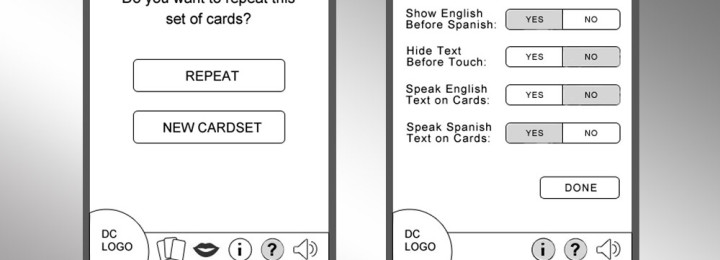 Do you want to repeat this
set of cards?
REPEAT
NEW CARDSET
DC
LOGO
i
?
Show English
Before Spanish:
YES
NO
Hide Text
Before Touch:
YES
NO
Speak English
Text on Cards:
YES
NO
Speak Spanish
Text on Cards:
YES
NO
DONE
DC
LOGO
i
?